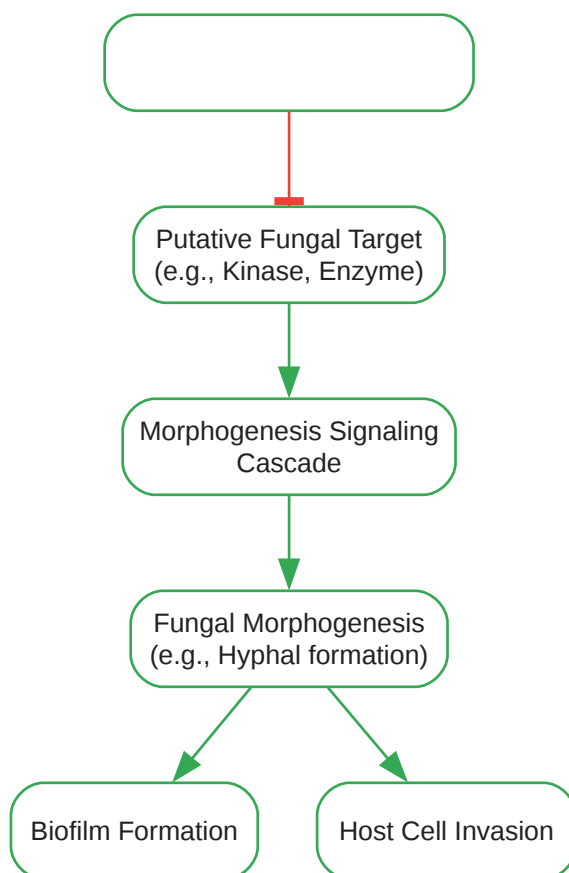 Putative Fungal Target
(e.g., Kinase, Enzyme)
Morphogenesis Signaling
Cascade
Fungal Morphogenesis
(e.g., Hyphal formation)
Biofilm Formation
Host Cell Invasion